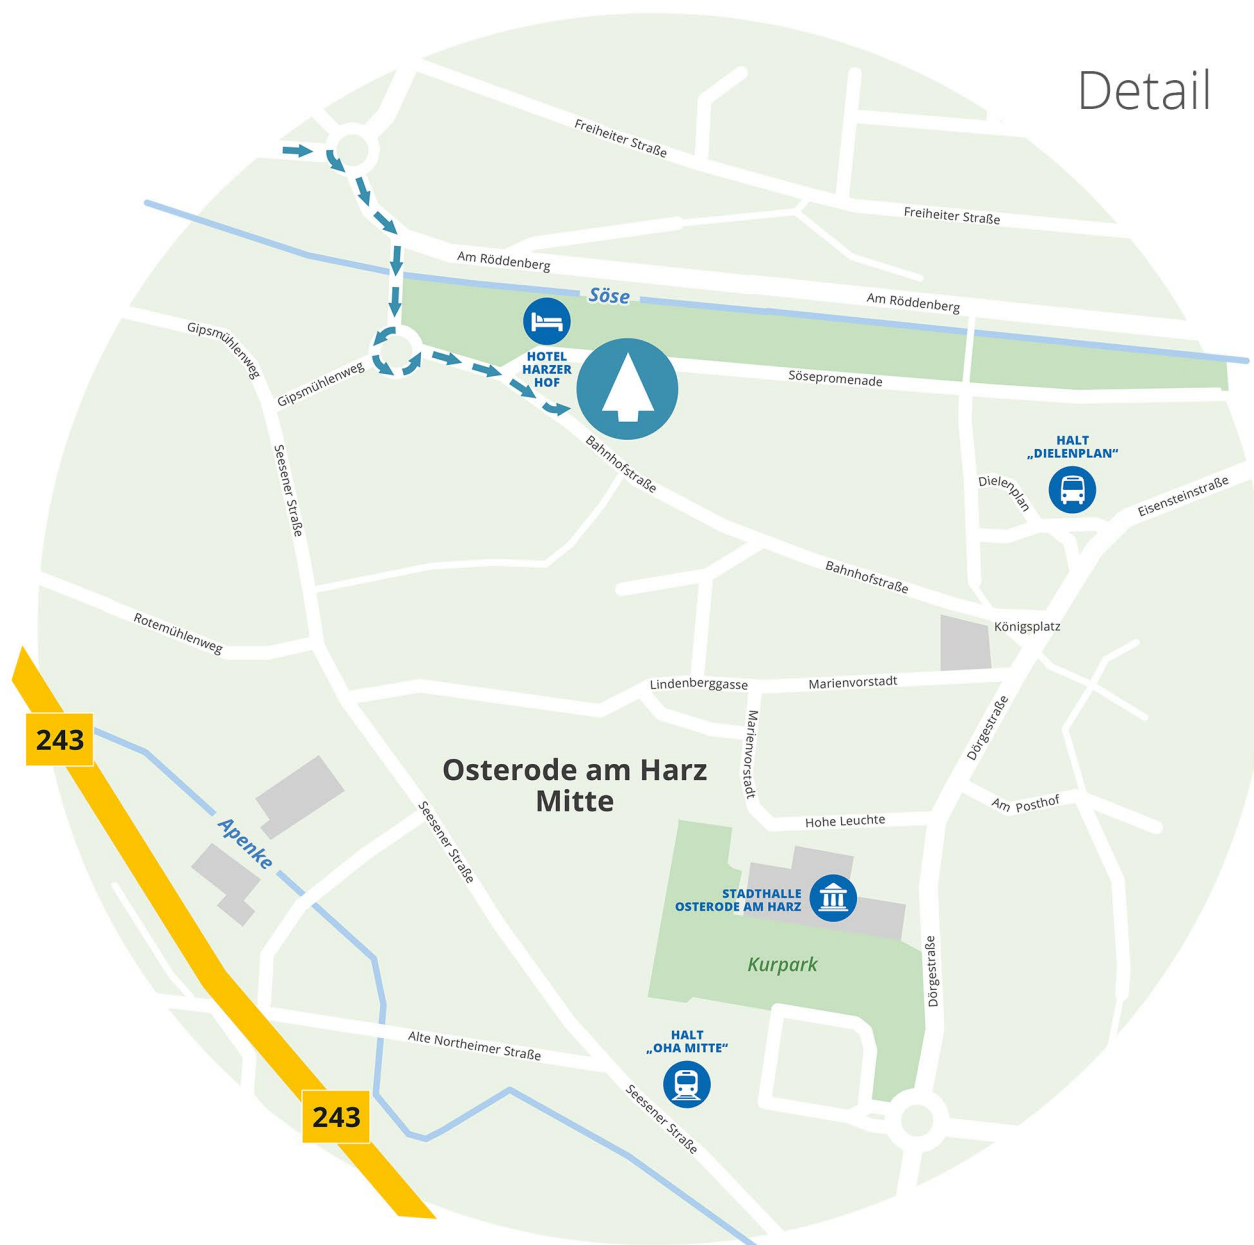 Detail
Freiheiter Straße
Freiheiter Straße
Am Röddenberg
Söse
Am Röddenberg
Gipsmühlenweg
Gipsmühlenweg
HOTEL
HARZER
HOF
Sösepromenade
Bahnhofstraße
HALT
„DIELENPLAN“
Dielenplan
Eisensteinstraße
Seesener Straße
Bahnhofstraße
Königsplatz
Rotemühlenweg
Lindenberggasse
Marienvorstadt
Marienvorstadt
Dörgestraße
243
Osterode am Harz
Mitte
Am Posthof
Hohe Leuchte
Apenke
Seesener Straße
STADTHALLE
OSTERODE AM HARZ
Kurpark
Dörgestraße
Alte Northeimer Straße
HALT
„OHA MITTE“
Seesener Straße
243